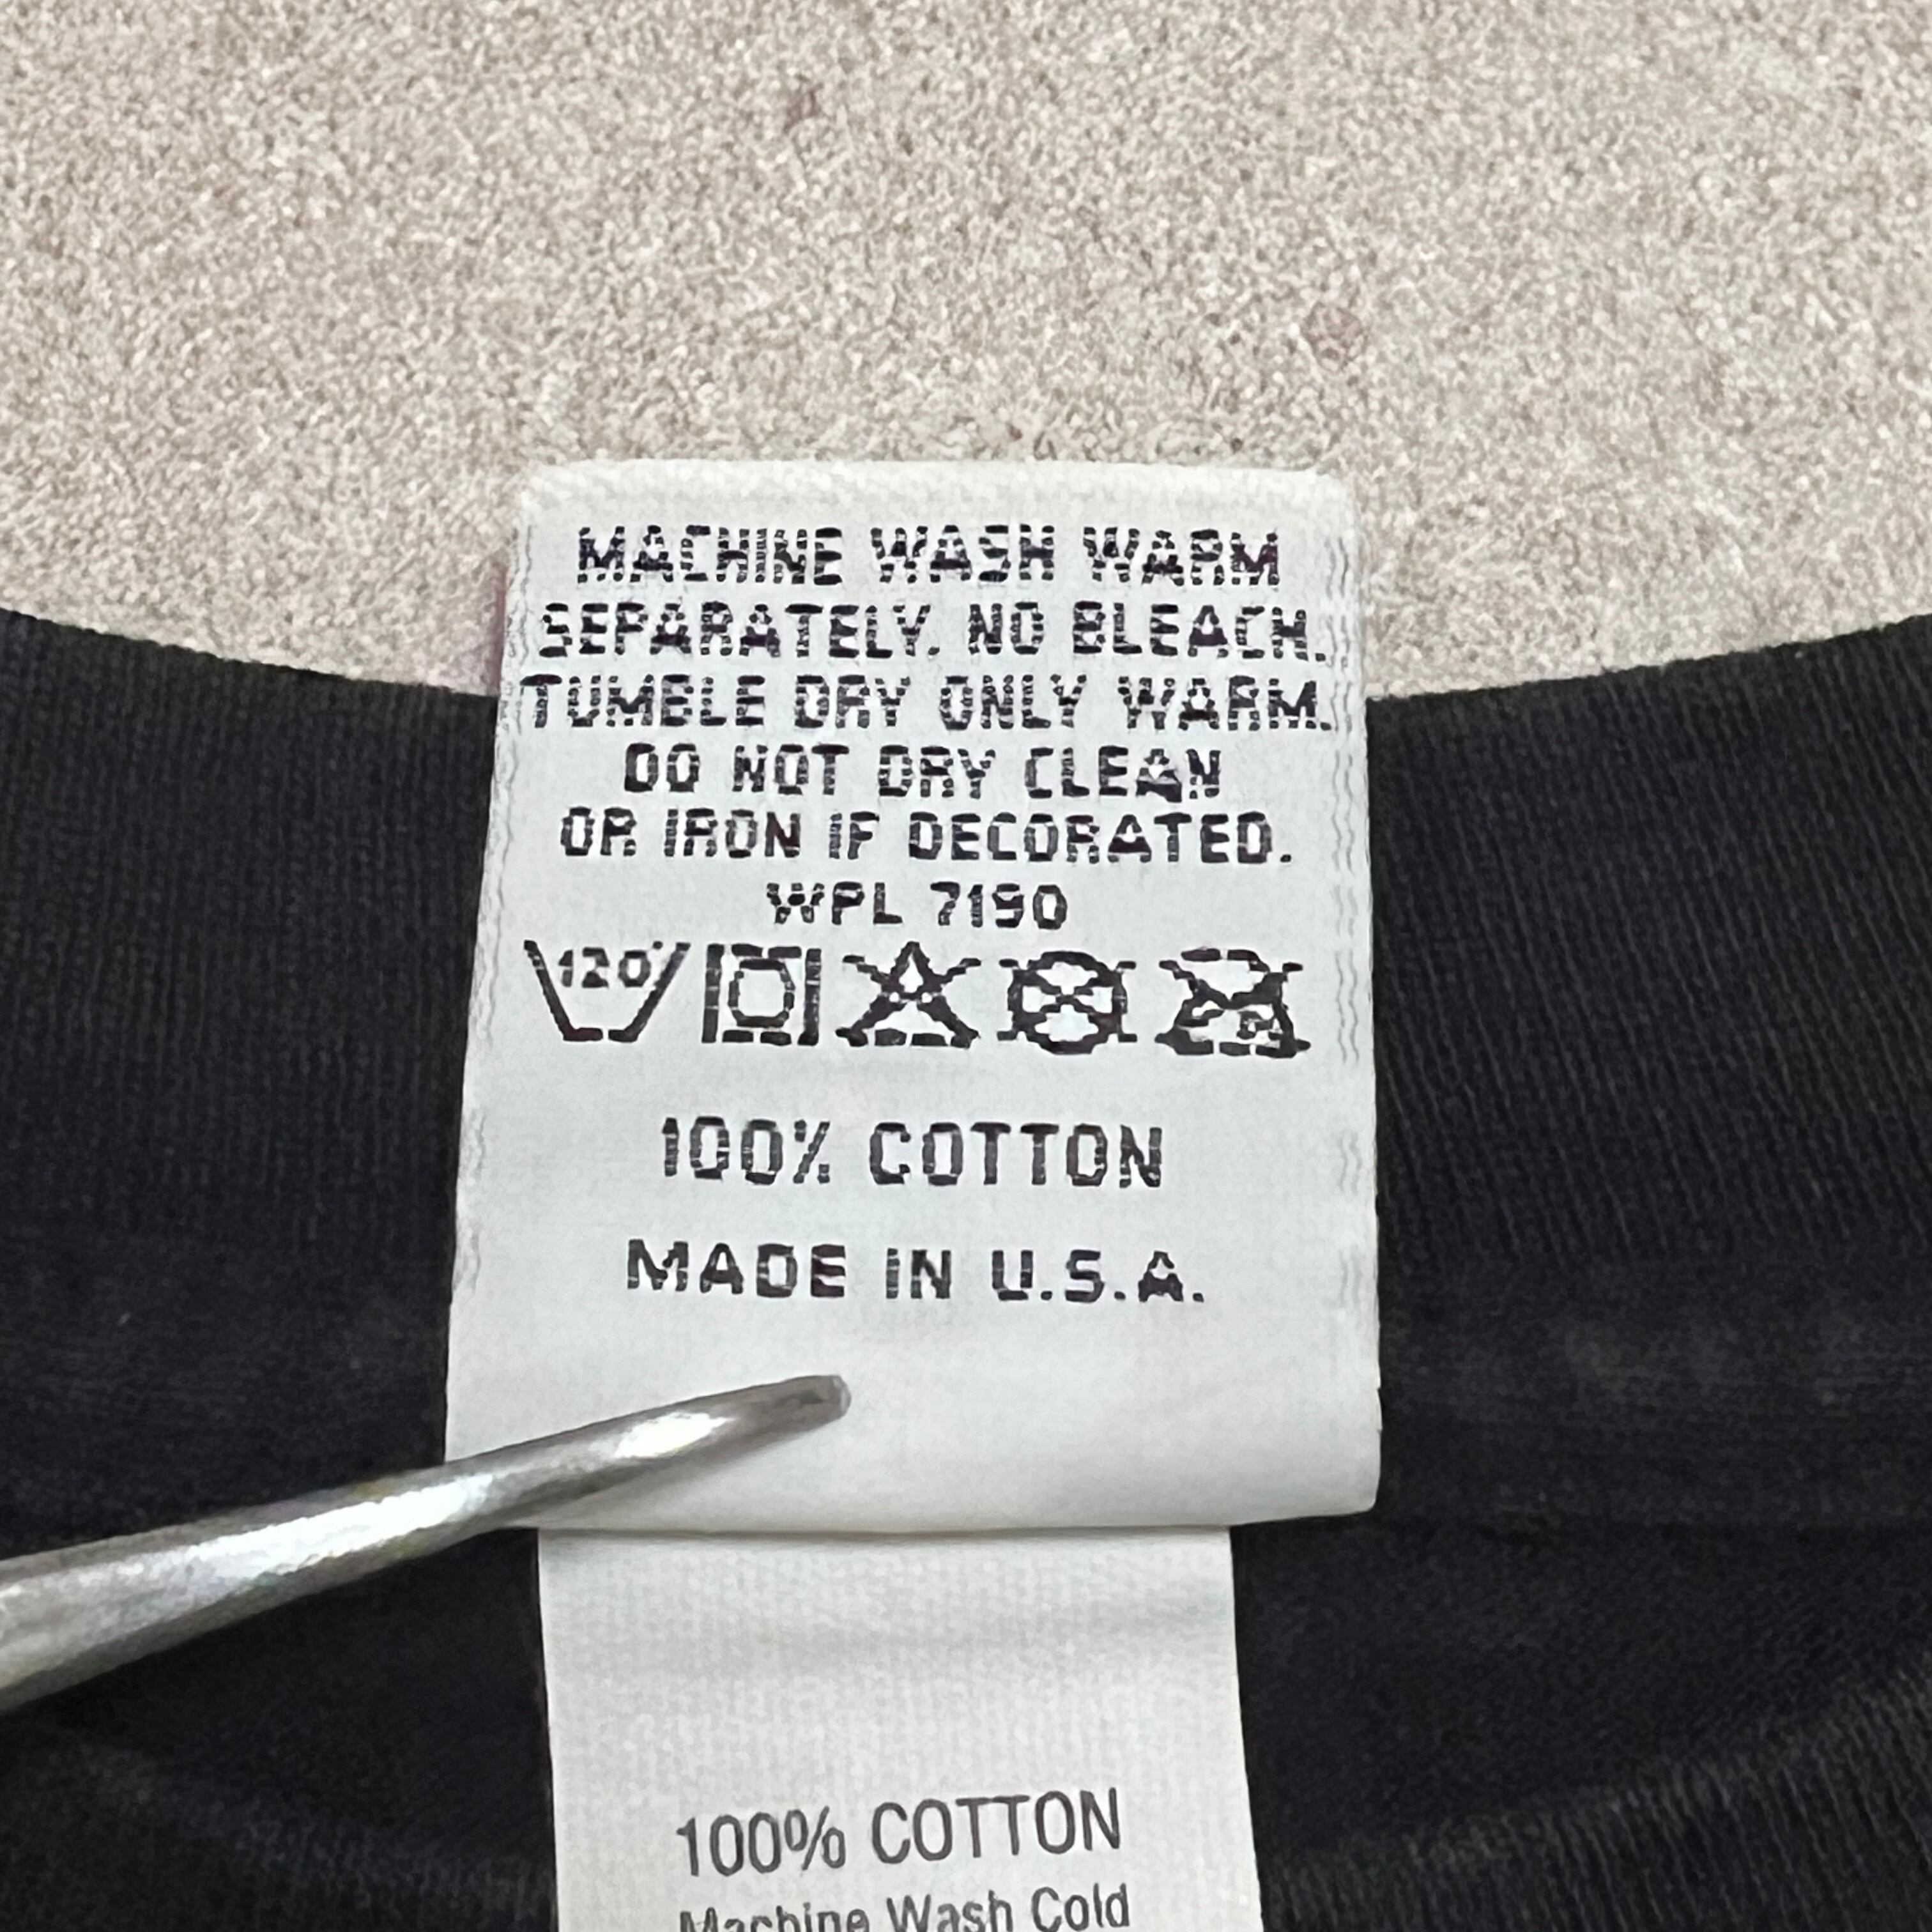 MACHINE WASH WARM
SEPARATELY. NO BLEACH.
TUMBLE DRY ONLY WARM.
DO NOT DRY CLEAN
OR IRON IF DECORATED.
WPL 7190
120°
100% COTTON
MADE IN U.S.A.
100% COTTON
Machine Wash Cold